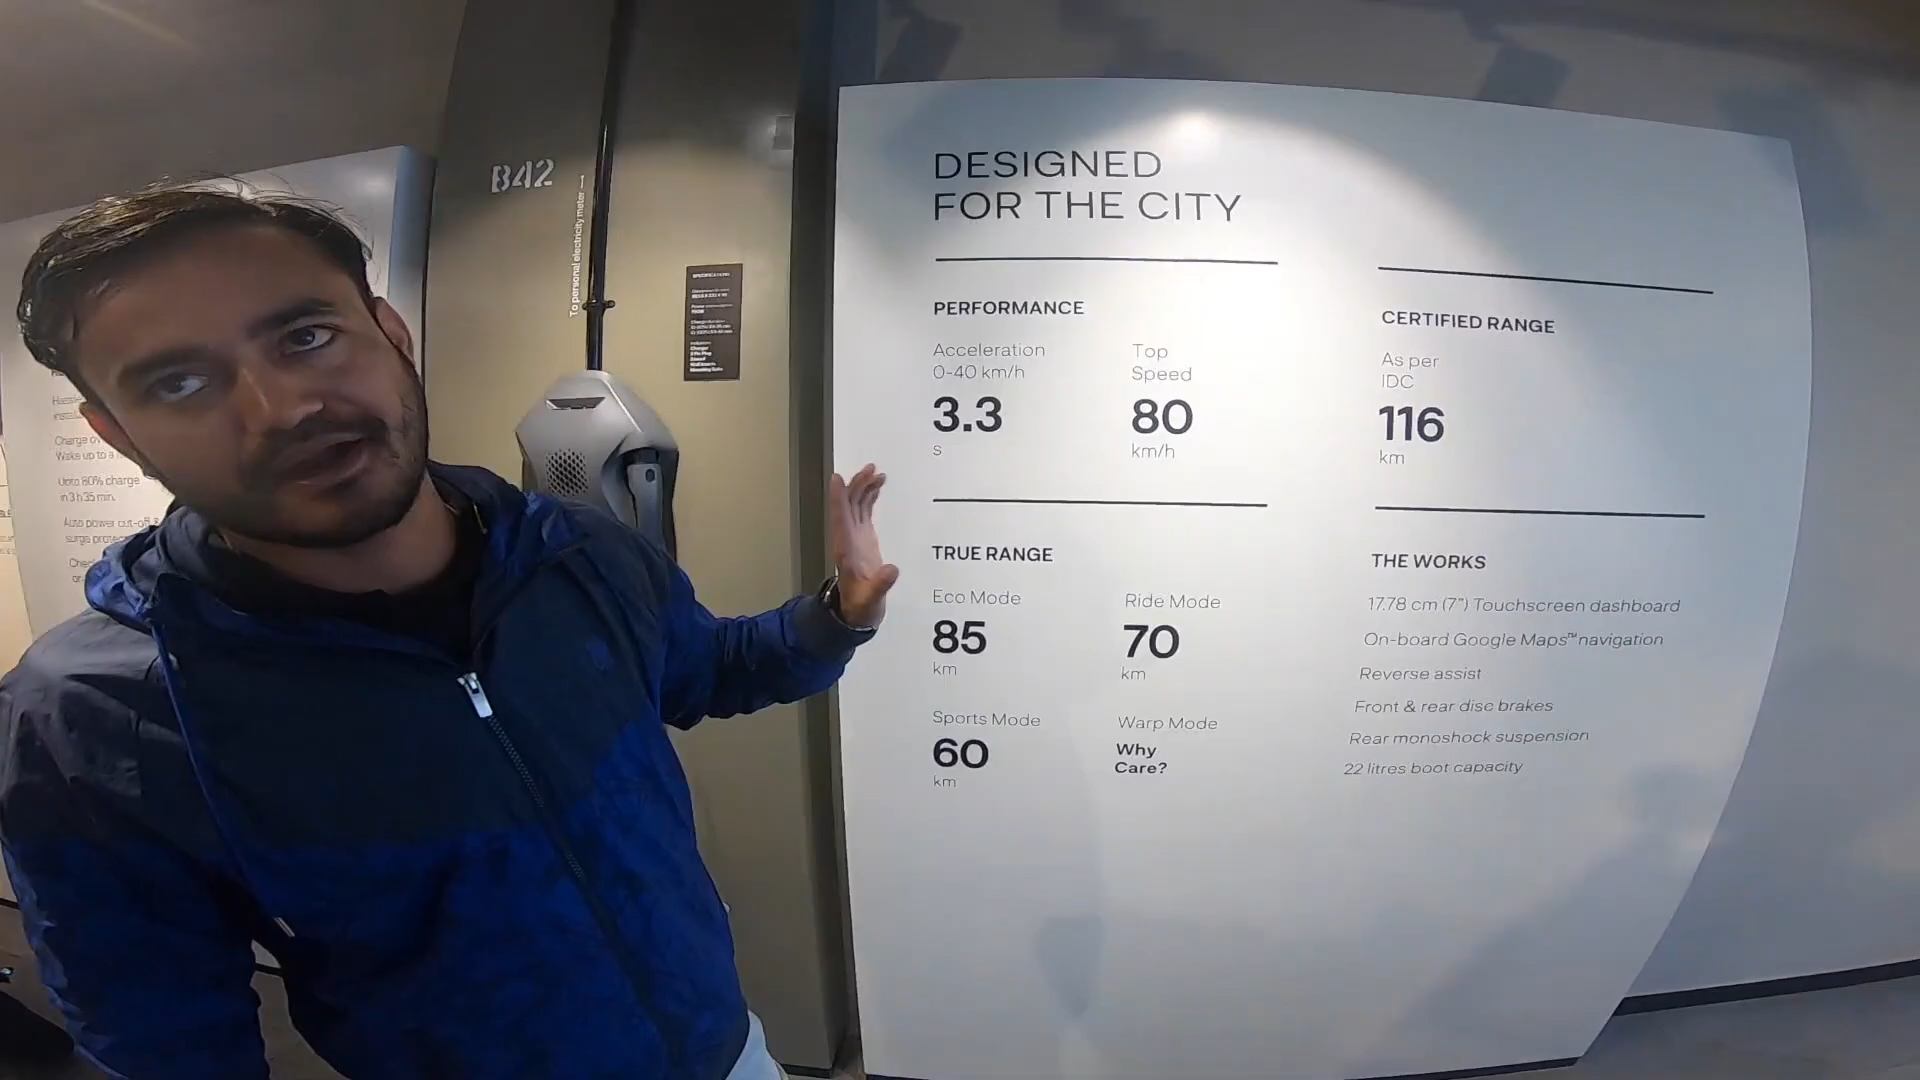 B42
To personal electricity meter →
Charge ov
Wake up to a
Upto 80% charge
in 3 h 35 min.
Auto power cut-off
surge protec
DESIGNED
FOR THE CITY
PERFORMANCE
Acceleration
0-40 km/h
3.3
s
Top
Speed
80
km/h
CERTIFIED RANGE
As per
IDC
116
km
TRUE RANGE
Eco Mode
85
km
Ride Mode
70
km
Sports Mode
60
km
Warp Mode
Why
Care?
THE WORKS
17.78 cm (7") Touchscreen dashboard
On-board Google Maps™ navigation
Reverse assist
Front & rear disc brakes
Rear monoshock suspension
22 litres boot capacity